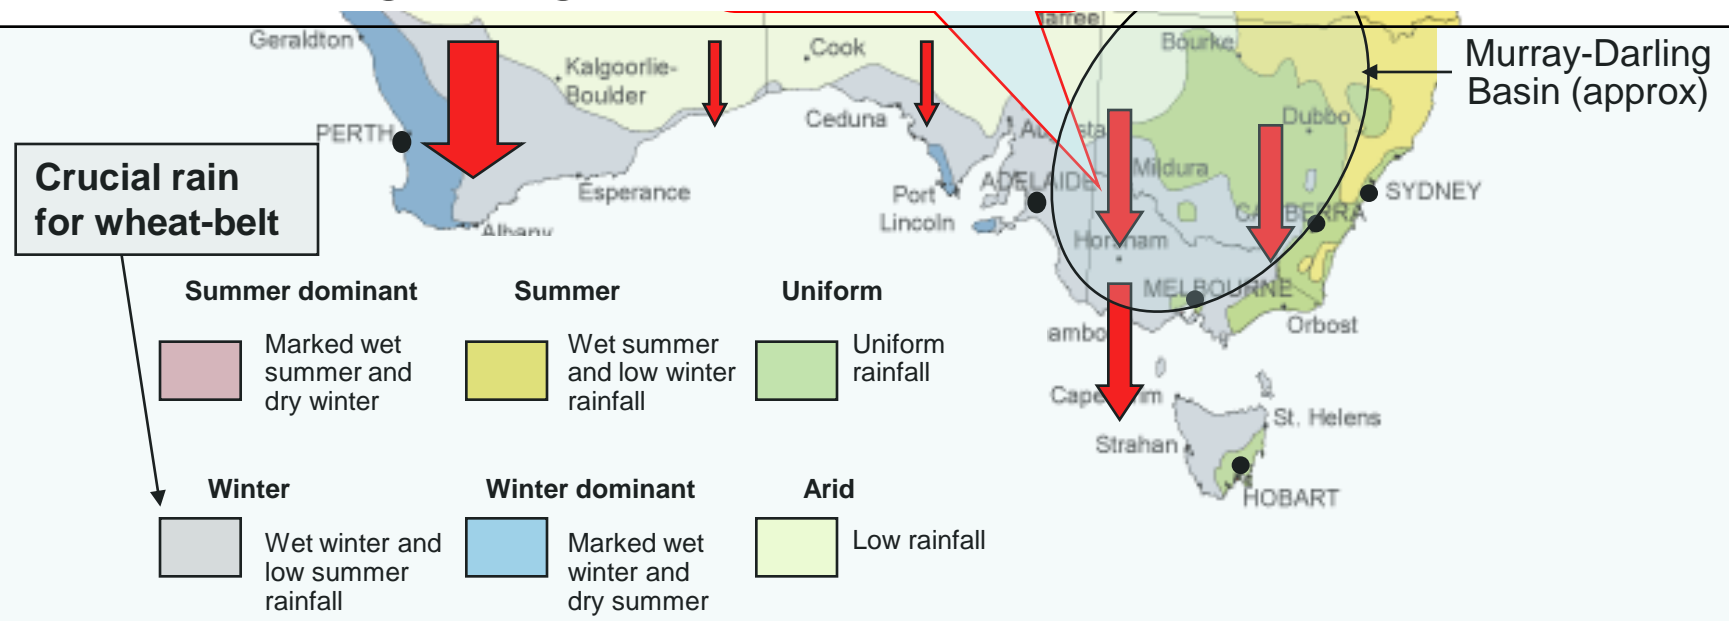 Geraldton
Cook
Bourke
Murray-Darling
Basin (approx)
Kalgoorlie-
Boulder
Ceduna
Dubbo
PERTH
Mildura
Crucial rain
for wheat-belt
Esperance
Port
Lincoln
ADELAIDE
SYDNEY
Albany
MELBOURNE
Orbost
Summer dominant
Summer
Uniform
Marked wet
summer and
dry winter
Wet summer
and low winter
rainfall
Uniform
rainfall
St. Helens
Strahan
HOBART
Winter
Winter dominant
Arid
Wet winter and
low summer
rainfall
Marked wet
winter and
dry summer
Low rainfall